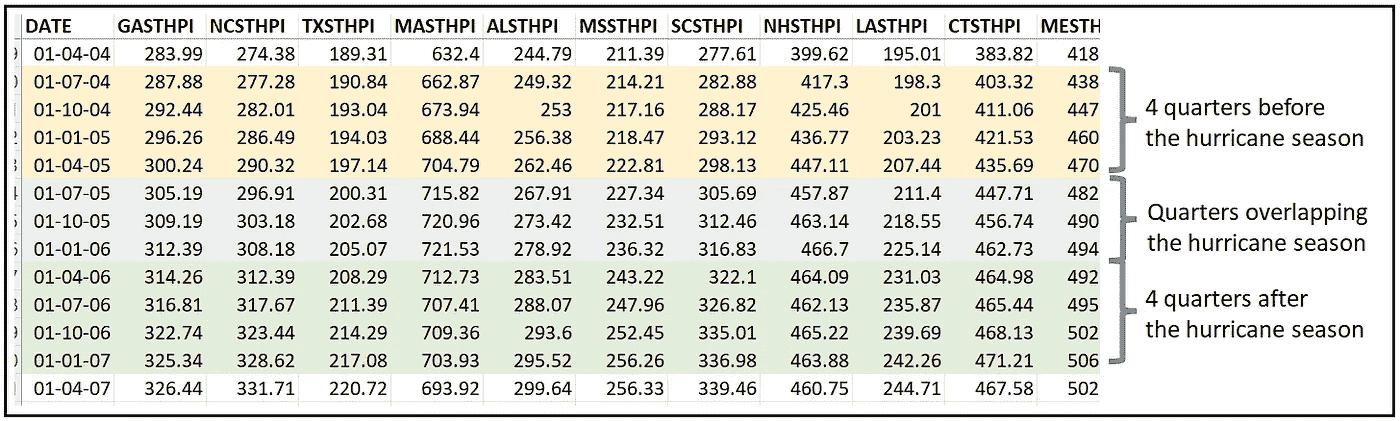 DATE GASTHPI NCSTHPI TXSTHPI MASTHPI ALSTHPI MSSTHPI SCSTHPI NHSTHPI LASTHPI CTSTHPI MESTH
01-04-04 283.99 274.38 189.31 632.4 244.79 211.39 277.61 399.62 195.01 383.82 418
01-07-04 287.88 277.28 190.84 662.87 249.32 214.21 282.88 417.3 198.3 403.32 438
01-10-04 292.44 282.01 193.04 673.94 253 217.16 288.17 425.46 201 411.06 447
01-01-05 296.26 286.49 194.03 688.44 256.38 218.47 293.12 436.77 203.23 421.53 460
01-04-05 300.24 290.32 197.14 704.79 262.46 222.81 298.13 447.11 207.44 435.69 470
01-07-05 305.19 296.91 200.31 715.82 267.91 227.34 305.69 457.87 211.4 447.71 482
01-10-05 309.19 303.18 202.68 720.96 273.42 232.51 312.46 463.14 218.55 456.74 490
01-01-06 312.39 308.18 205.07 721.53 278.92 236.32 316.83 466.7 225.14 462.73 494
01-04-06 314.26 312.39 208.29 712.73 283.51 243.22 322.1 464.09 231.03 464.98 492
01-07-06 316.81 317.67 211.39 707.41 288.07 247.96 326.82 462.13 235.87 465.44 495
01-10-06 322.74 323.44 214.29 709.36 293.6 252.45 335.01 465.22 239.69 468.13 502
01-01-07 325.34 328.62 217.08 703.93 295.52 256.26 336.98 463.88 242.26 471.21 506
01-04-07 326.44 331.71 220.72 693.92 299.64 256.33 339.46 460.75 244.71 467.58 502
4 quarters before
the hurricane season
Quarters overlapping
the hurricane season
4 quarters after
the hurricane season